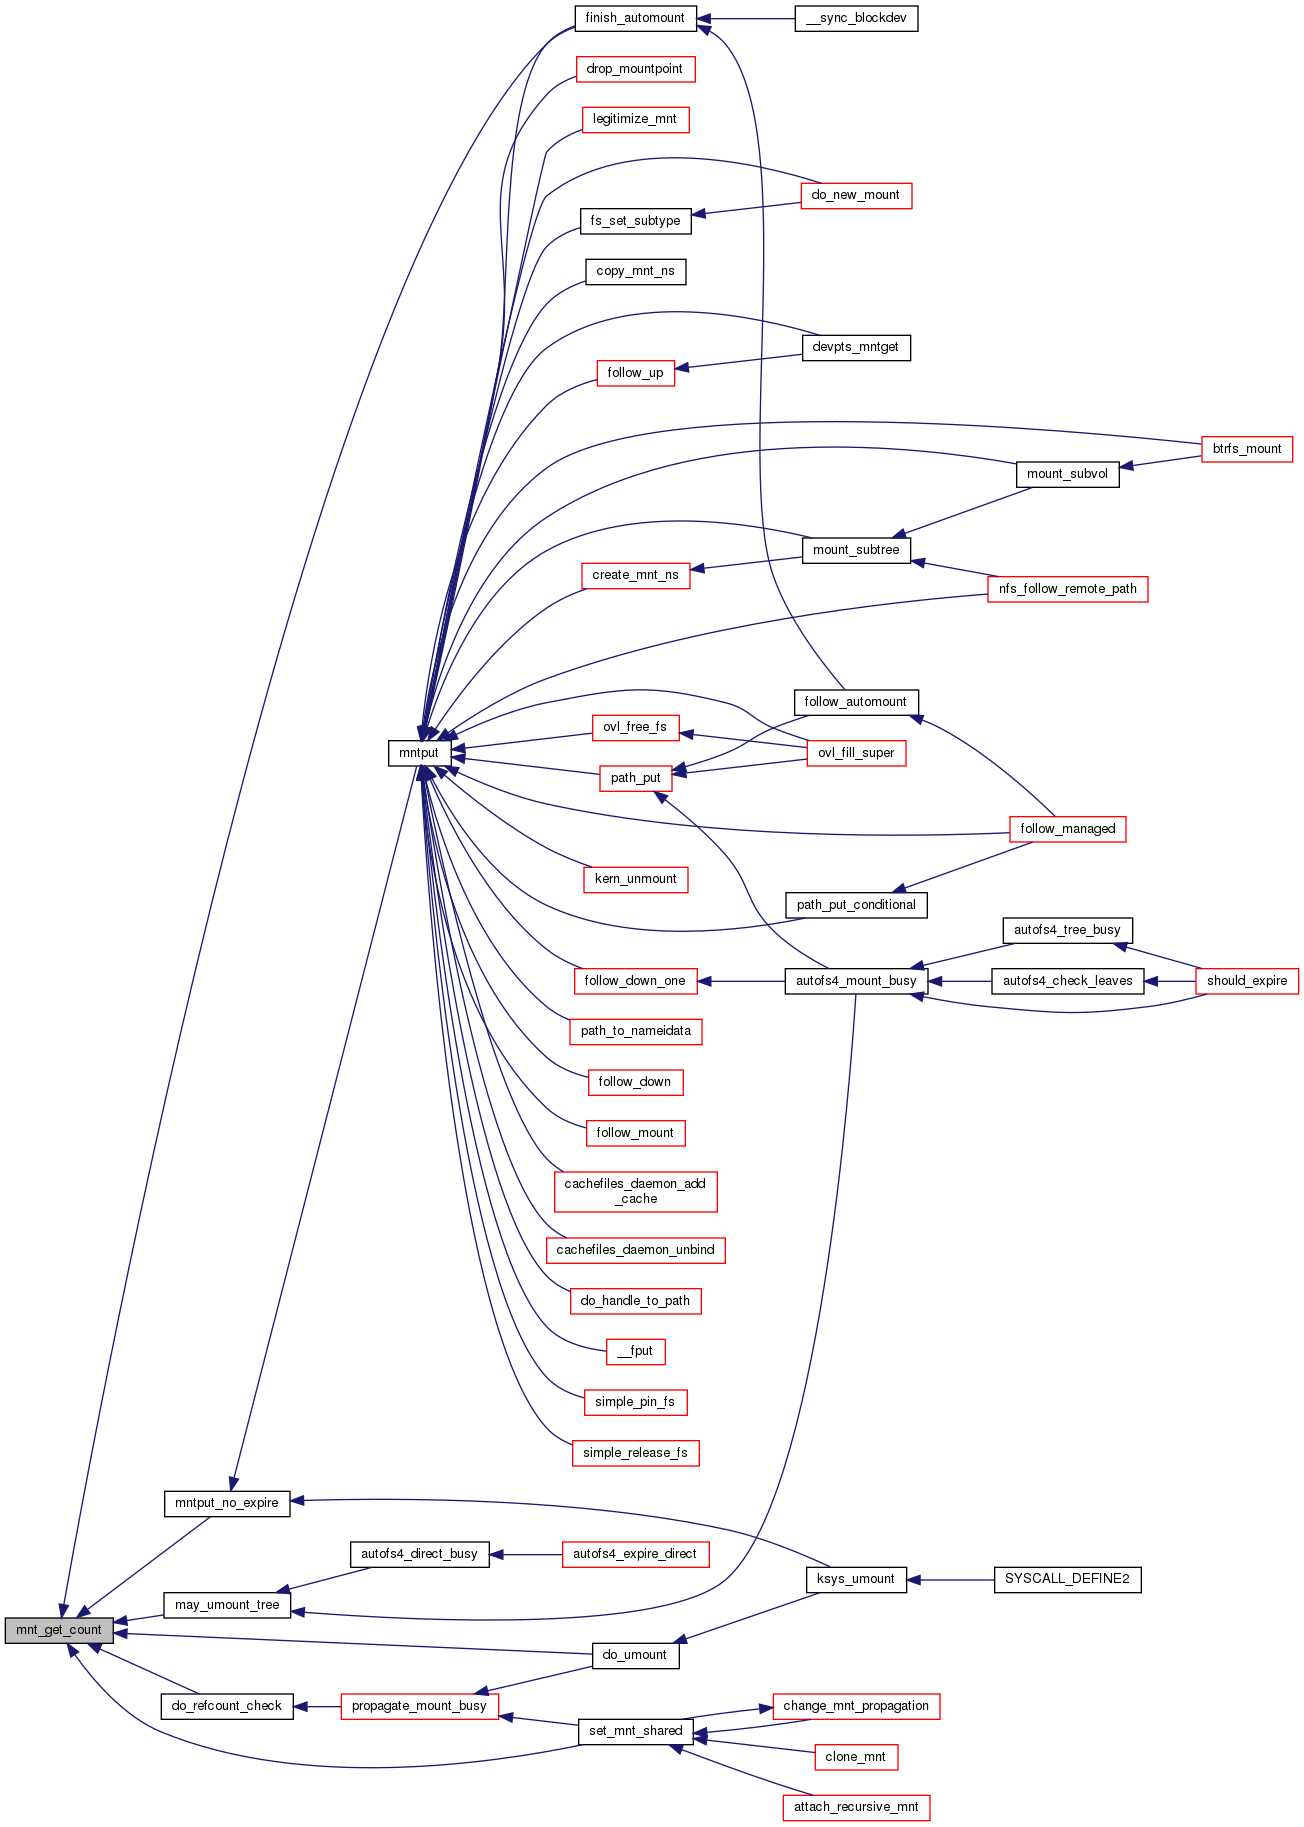 finish_automount
__sync_blockdev
drop_mountpoint
legitimize_mnt
do_new_mount
fs_set_subtype
copy_mnt_ns
devpts_mntget
follow_up
btrfs_mount
mount_subvol
mount_subtree
create_mnt_ns
nfs_follow_remote_path
follow_automount
ovl_free_fs
mntput
ovl_fill_super
path_put
follow_managed
kern_unmount
path_put_conditional
autofs4_tree_busy
follow_down_one
autofs4_mount_busy
autofs4_check_leaves
should_expire
path_to_nameidata
follow_down
follow_mount
cachefiles_daemon_add
_cache
cachefiles_daemon_unbind
do_handle_to_path
__fput
simple_pin_fs
simple_release_fs
mntput_no_expire
autofs4_direct_busy
autofs4_expire_direct
ksys_umount
SYSCALL_DEFINE2
may_umount_tree
mnt_get_count
do_umount
do_refcount_check
propagate_mount_busy
change_mnt_propagation
set_mnt_shared
clone_mnt
attach_recursive_mnt